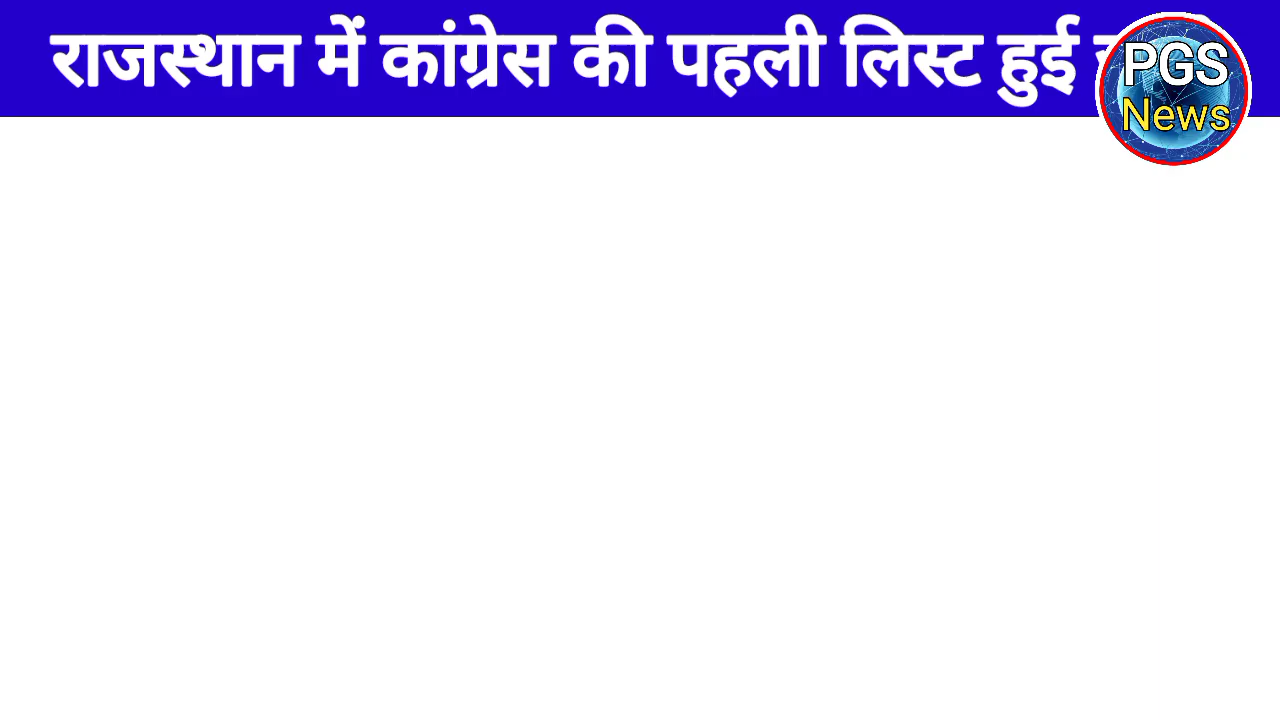 राजस्थान में कांग्रेस की पहली लिस्ट हुई
PGS
News